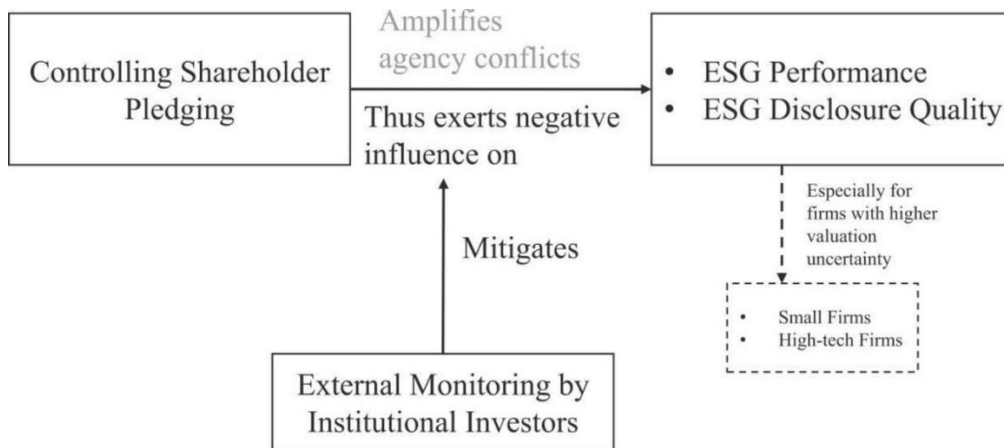 Controlling Shareholder
Pledging
Amplifies
agency conflicts
Thus exerts negative
influence on
• ESG Performance
• ESG Disclosure Quality
Especially for
firms with higher
valuation
uncertainty
Mitigates
• Small Firms
• High-tech Firms
External Monitoring by
Institutional Investors